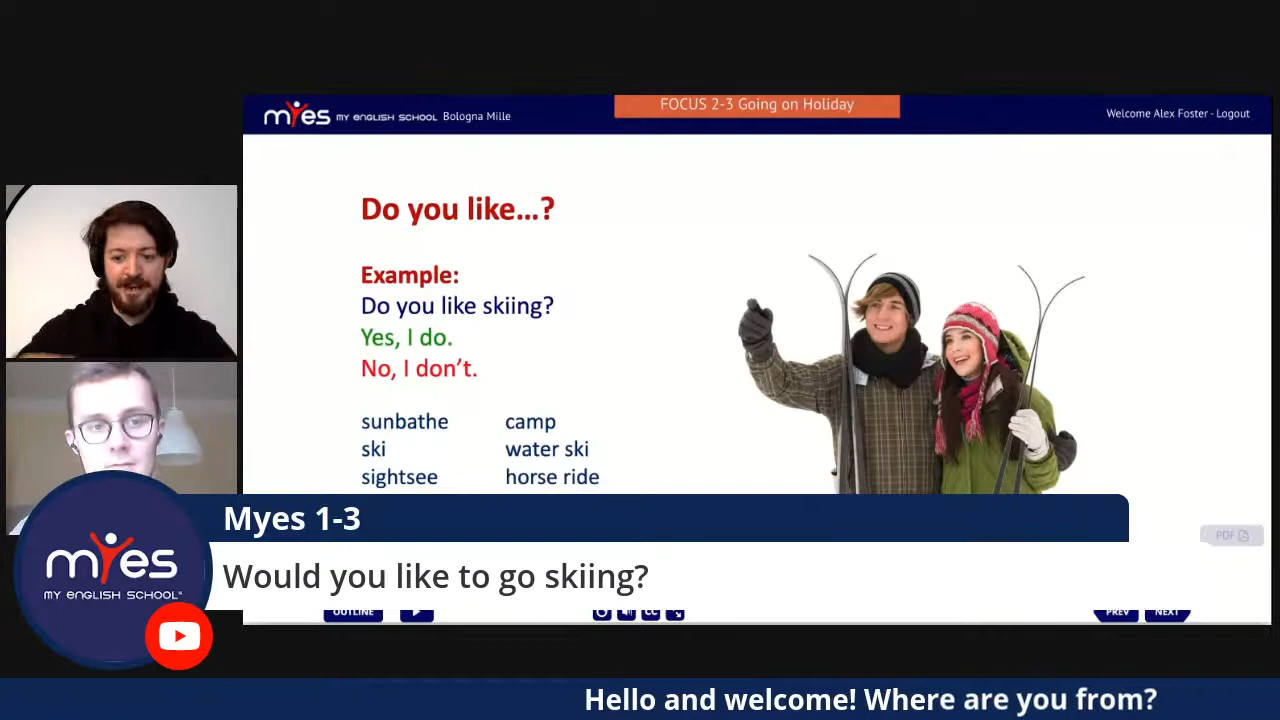 myes MY ENGLISH SCHOOL Bologna Mille
FOCUS 2-3 Going on Holiday
Welcome Alex Foster - Logout
Do you like...?
Example:
Do you like skiing?
Yes, I do.
No, I don't.
sunbathe camp
ski water ski
sightsee horse ride
Myes 1-3
Would you like to go skiing?
myes
MY ENGLISH SCHOOL
PDF
OUTLINE
CC
PREV NEXT
Hello and welcome! Where are you from?